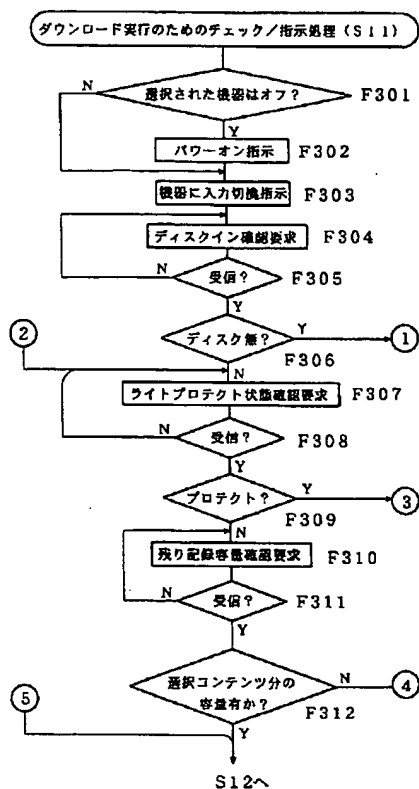 ダウンロード実行のためのチェック／指示処理（S11）
選択された機器はオフ？
F301
N
Y
パワーオン指示
F302
機器に入力切換指示
F303
ディスクイン確認要求
F304
N
受信？
F305
Y
②
ディスク無？
Y
①
F306
N
ライトプロテクト状態確認要求
F307
N
受信？
F308
Y
プロテクト？
Y
③
F309
N
残り記録容量確認要求
F310
N
受信？
F311
Y
選択コンテンツ分の
容量有か？
N
④
F312
⑤
Y
S12へ